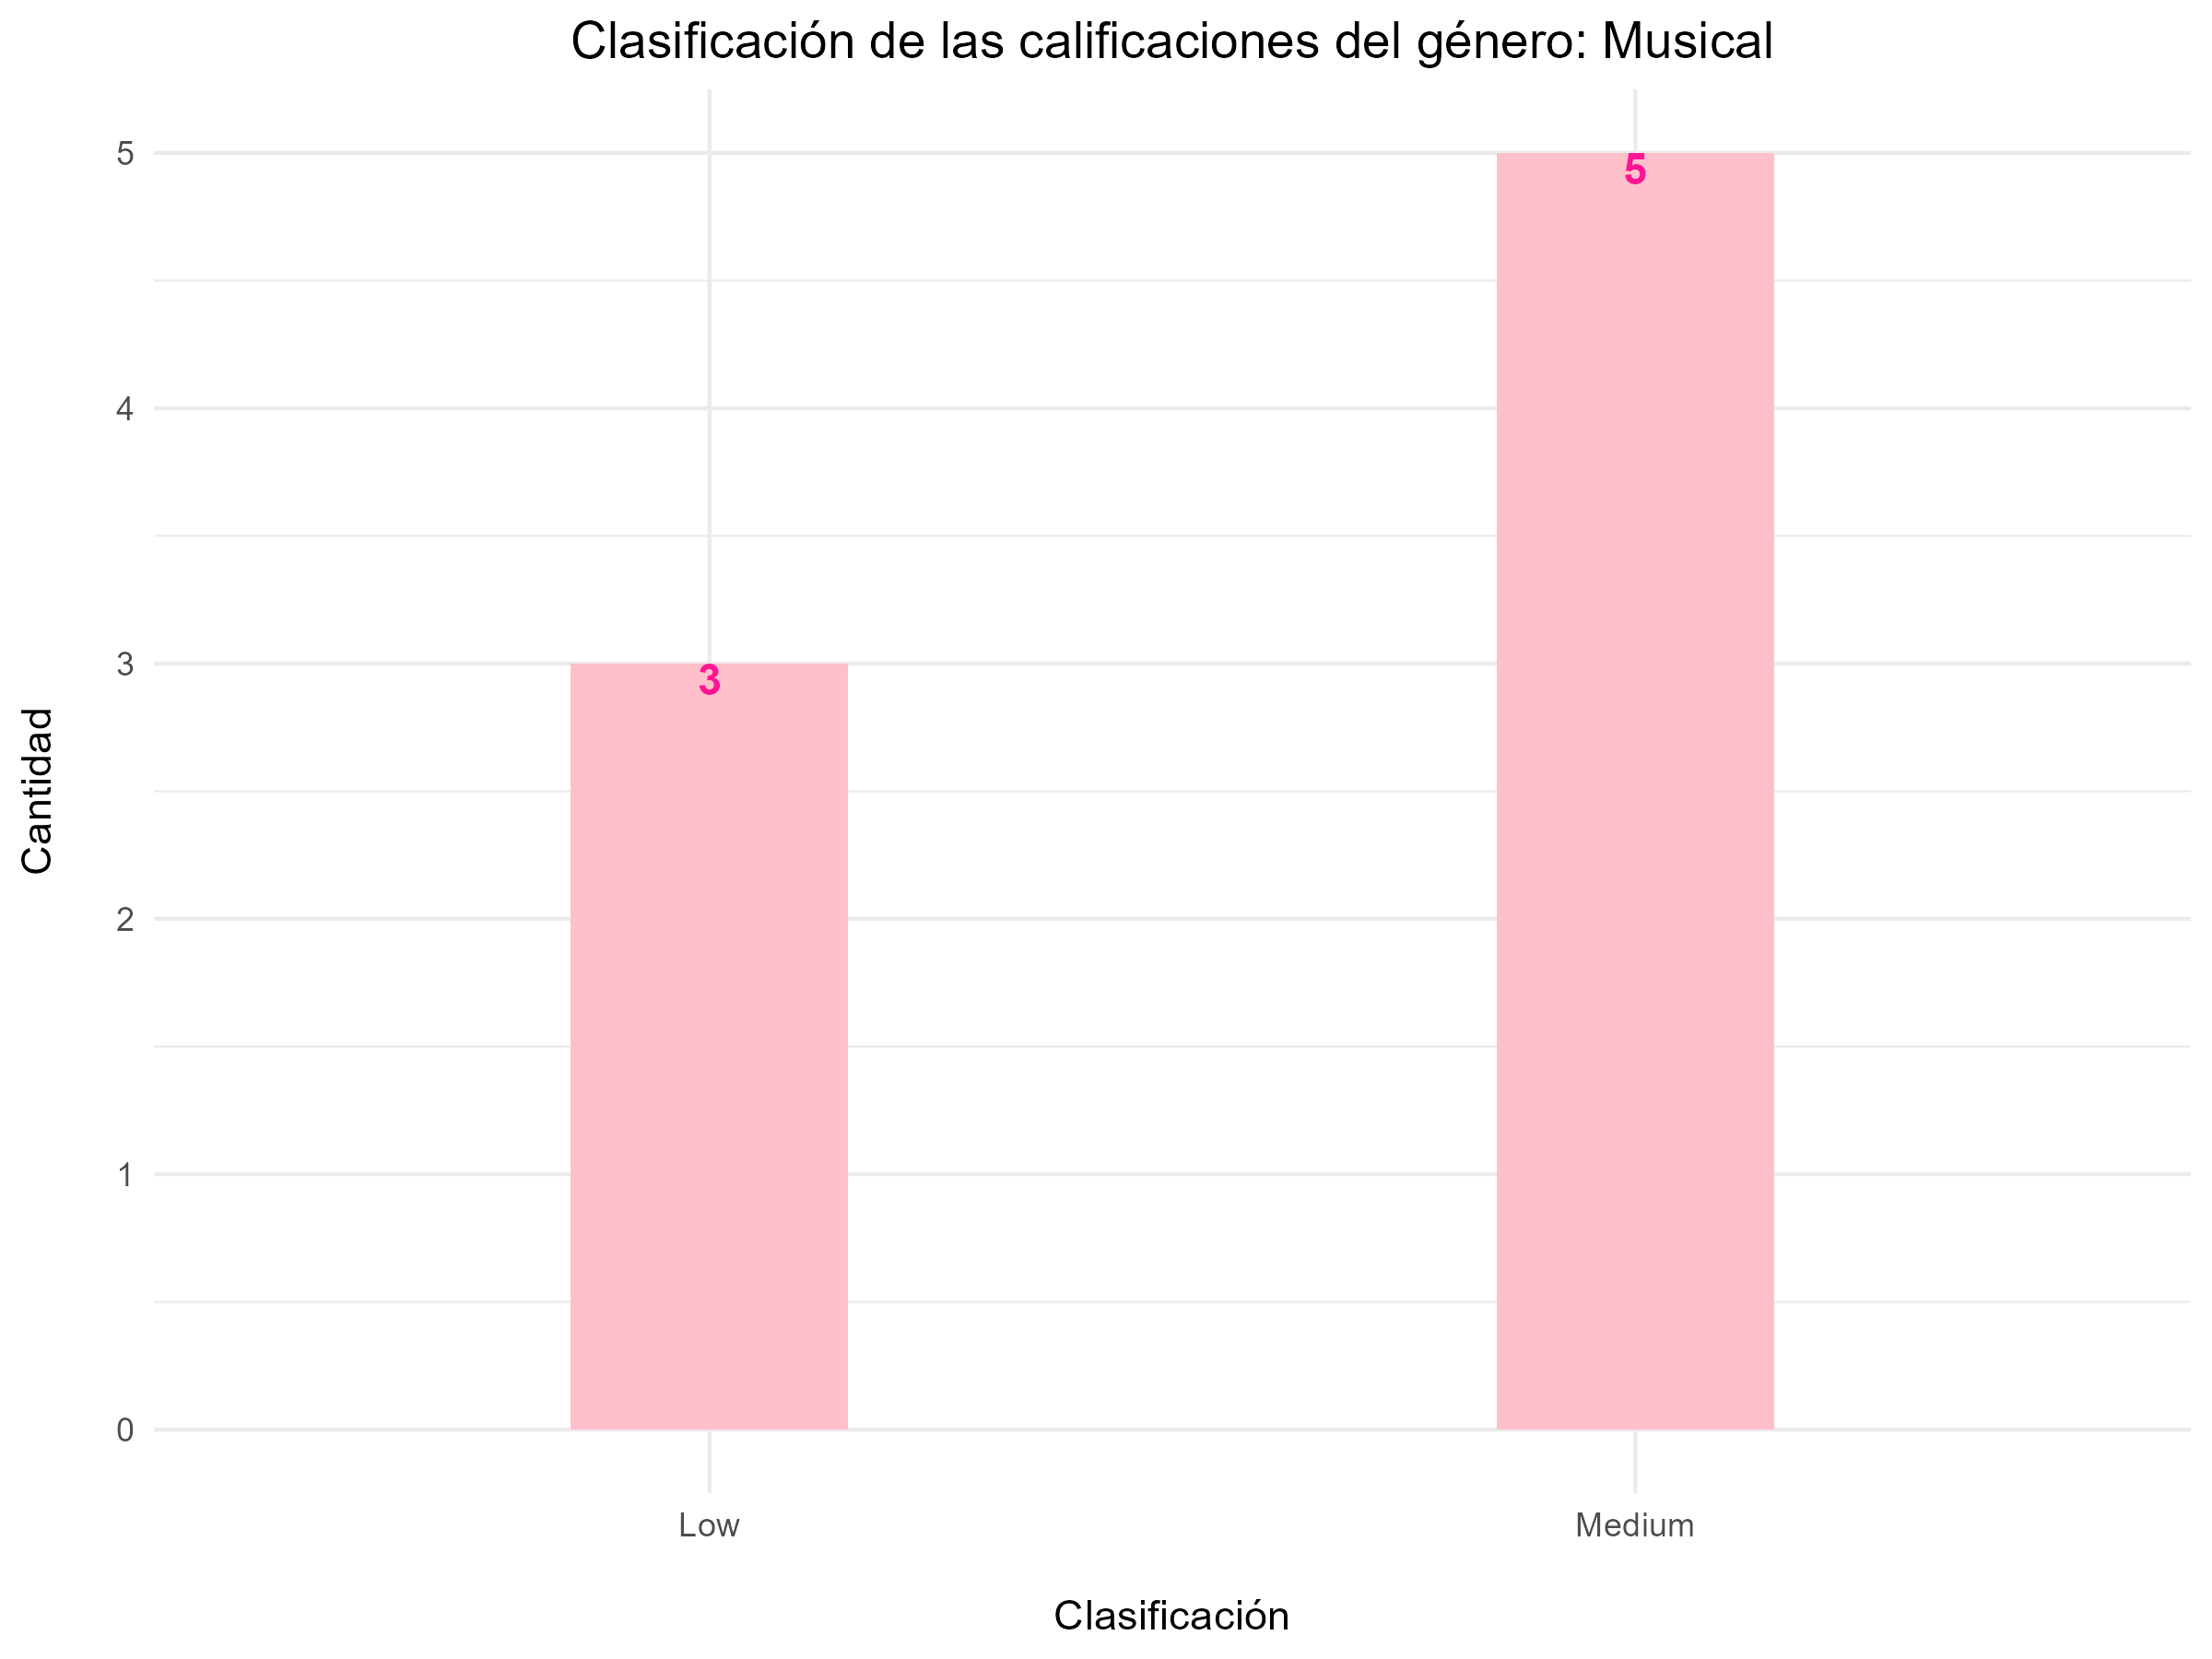 Clasificación de las calificaciones del género: Musical
5
4
3
2
1
0
5
3
Cantidad
Low
Medium
Clasificación